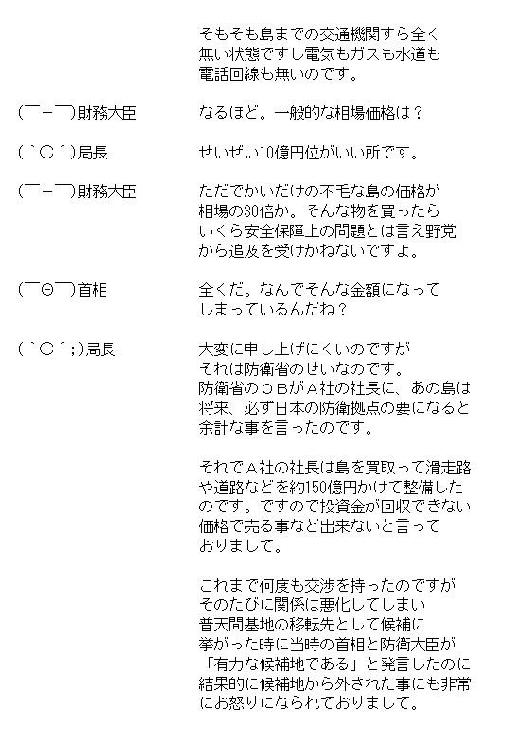 そもそも島までの交通機関すら全く
無い状態ですし電気もガスも水道も
電話回線も無いのです。
(￣－￣)財務大臣 なるほど。一般的な相場価格は？
(｀○´)局長 せいぜい10億円位がいい所です。
(￣－￣)財務大臣 ただでかいだけの不毛な島の価格が
相場の30倍か。そんな物を買ったら
いくら安全保障上の問題とは言え野党
から追及を受けかねないですよ。
(￣Θ￣)首相 全くだ。なんでそんな金額になって
しまっているんだね？
(｀○´;)局長 大変に申し上げにくいのですが
それは防衛省のせいなのです。
防衛省のＯＢがＡ社の社長に、あの島は
将来、必ず日本の防衛拠点の要になると
余計な事を言ったのです。
それでＡ社の社長は島を買取って滑走路
や道路などを約150億円かけて整備した
のです。ですので投資金が回収できない
価格で売る事など出来ないと言って
おりまして。
これまで何度も交渉を持ったのですが
そのたびに関係は悪化してしまい
普天間基地の移転先として候補に
挙がった時に当時の首相と防衛大臣が
「有力な候補地である」と発言したのに
結果的に候補地から外された事にも非常
にお怒りになられておりまして。